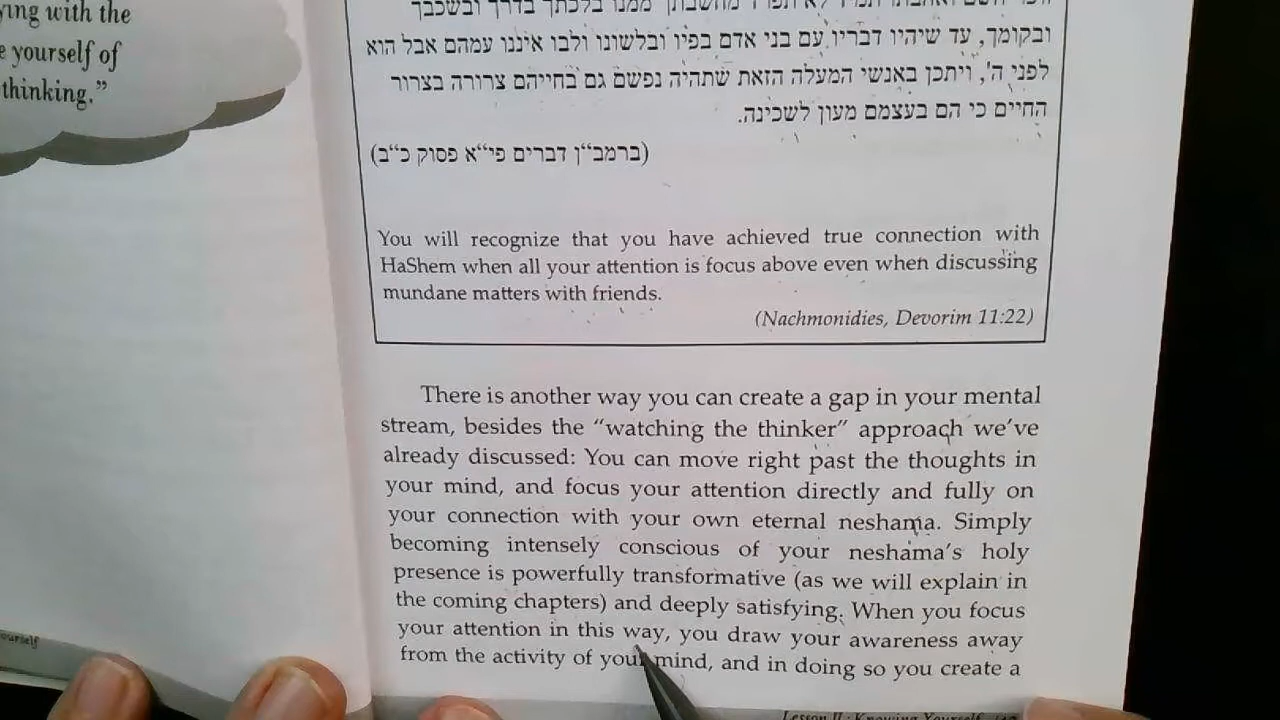 ying with the
e yourself of
thinking.”
ובקומך, עד שיהיו דבריו עם בני אדם בפיו ובלשונו ולבו איננו עמהם אבל הוא
לפני ה', ויתכן באנשי המעלה הזאת שתהיה נפשם גם בחייהם צרורה בצרור
החיים כי הם בעצמם מעון לשכינה.
(ברמב“ן דברים פי“א פסוק כ“ב)
You will recognize that you have achieved true connection with
HaShem when all your attention is focus above even when discussing
mundane matters with friends.
(Nachmonidies, Devorim 11:22)
There is another way you can create a gap in your mental
stream, besides the “watching the thinker” approach we’ve
already discussed: You can move right past the thoughts in
your mind, and focus your attention directly and fully on
your connection with your own eternal neshama. Simply
becoming intensely conscious of your neshama’s holy
presence is powerfully transformative (as we will explain in
the coming chapters) and deeply satisfying. When you focus
your attention in this way, you draw your awareness away
from the activity of your mind, and in doing so you create a
ourself
Lesson II: Knowing Yourself